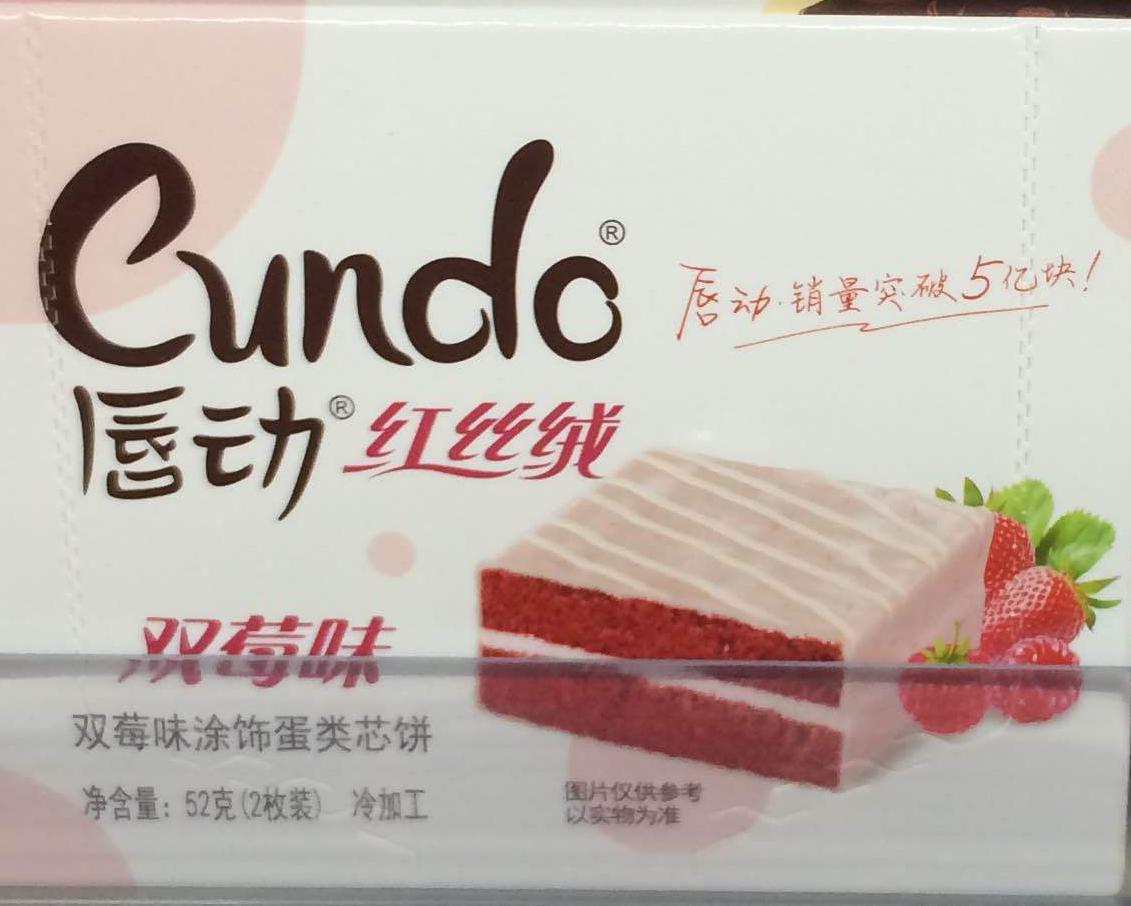 Cundo®
唇动·销量突破5亿块!
唇动® 红丝绒
双莓味
双莓味涂饰蛋类芯饼
净含量：52克(2枚装) 冷加工
图片仅供参考
以实物为准